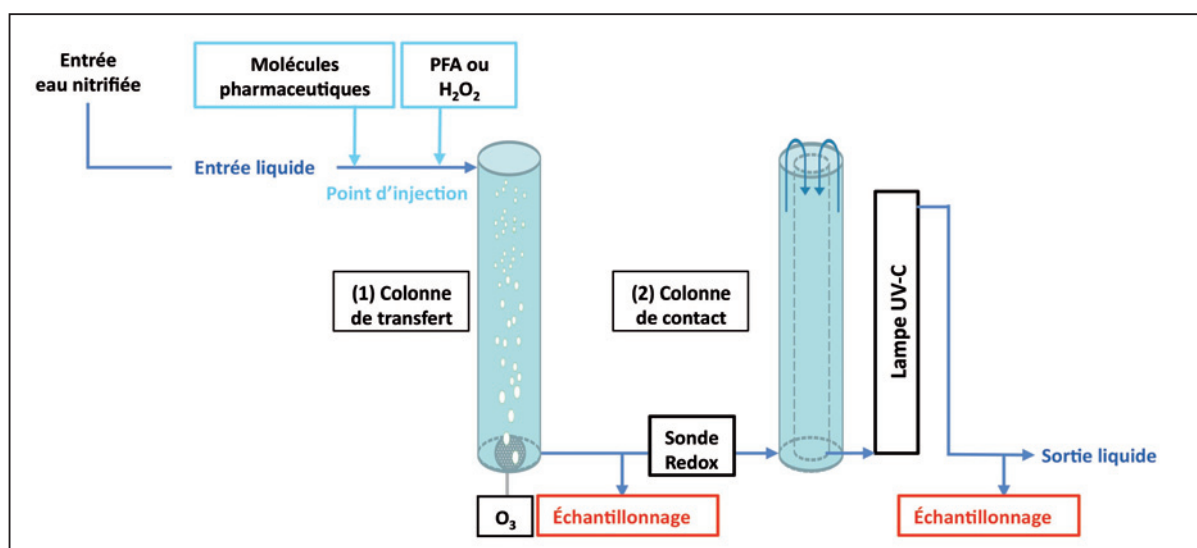 Entrée
eau nitrifiée
Molécules
pharmaceutiques
PFA ou
H₂O₂
Entrée liquide
Point d’injection
(1) Colonne
de transfert
(2) Colonne
de contact
Lampe UV-C
Sonde
Redox
Sortie liquide
O₃
Échantillonnage
Échantillonnage